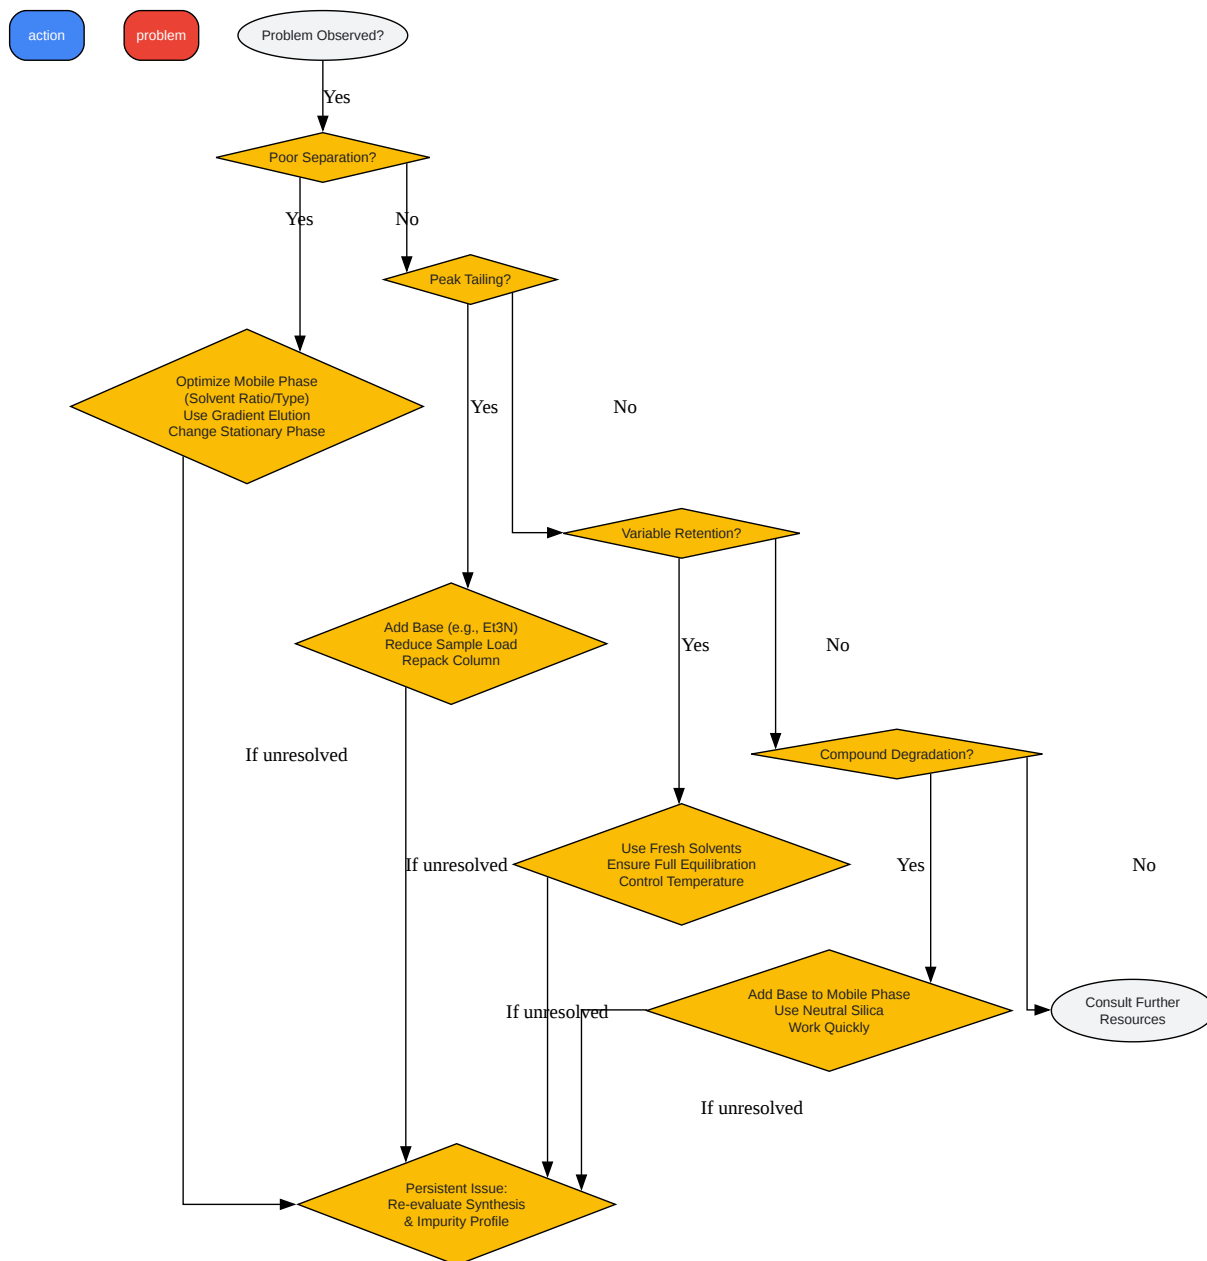 action
problem
Problem Observed?
Yes
Poor Separation?
Yes
No
Peak Tailing?
Optimize Mobile Phase
(Solvent Ratio/Type)
Use Gradient Elution
Change Stationary Phase
Yes
No
Variable Retention?
Add Base (e.g., Et3N)
Reduce Sample Load
Repack Column
Yes
No
If unresolved
Compound Degradation?
If unresolved
Use Fresh Solvents
Ensure Full Equilibration
Control Temperature
Yes
No
If unresolved
Add Base to Mobile Phase
Use Neutral Silica
Work Quickly
Consult Further
Resources
If unresolved
Persistent Issue:
Re-evaluate Synthesis
& Impurity Profile